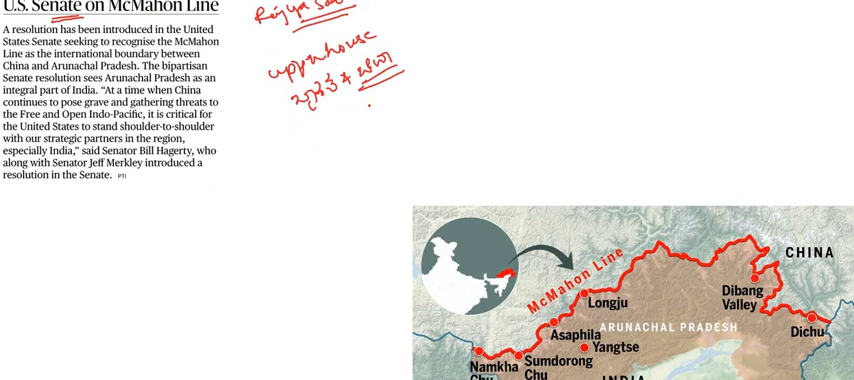 U.S. Senate on McMahon Line
A resolution has been introduced in the United
States Senate seeking to recognise the McMahon
Line as the international boundary between
China and Arunachal Pradesh. The bipartisan
Senate resolution sees Arunachal Pradesh as an
integral part of India. “At a time when China
continues to pose grave and gathering threats to
the Free and Open Indo-Pacific, it is critical for
the United States to stand shoulder-to-shoulder
with our strategic partners in the region,
especially India,” said Senator Bill Hagerty, who
along with Senator Jeff Merkley introduced a
resolution in the Senate. PTI
upperhouse
McMahon Line
CHINA
Dibang
Valley
Longju
ARUNACHAL PRADESH
Dichu
Asaphila
Yangtse
Namkha
Chu
Sumdorong
Chu
INDIA